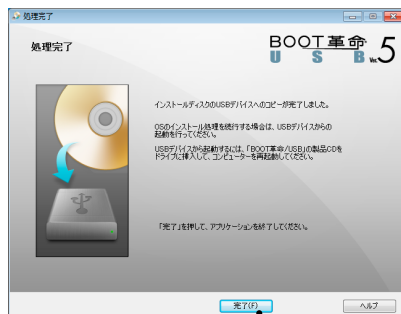 処理完了
処理完了
BOOT革命
USB Ver.5
インストールディスクのUSBデバイスへのコピーが完了しました。
OSのインストール処理を続行する場合は、USBデバイスからの
起動を行ってください。
USBデバイスから起動するには、「BOOT革命/USB」の製品CDを
ドライブに挿入して、コンピューターを再起動してください。
「完了」を押して、アプリケーションを終了してください。
完了(F)
ヘルプ